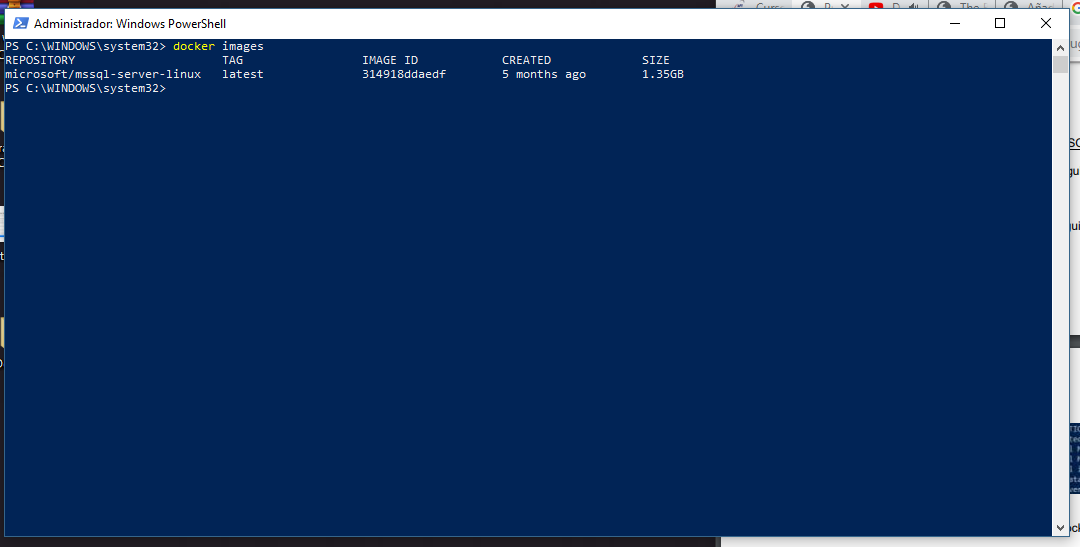 Administrador: Windows PowerShell
PS C:\WINDOWS\system32> docker images
REPOSITORY TAG IMAGE ID CREATED SIZE
microsoft/mssql-server-linux latest 314918ddaedf 5 months ago 1.35GB
PS C:\WINDOWS\system32>